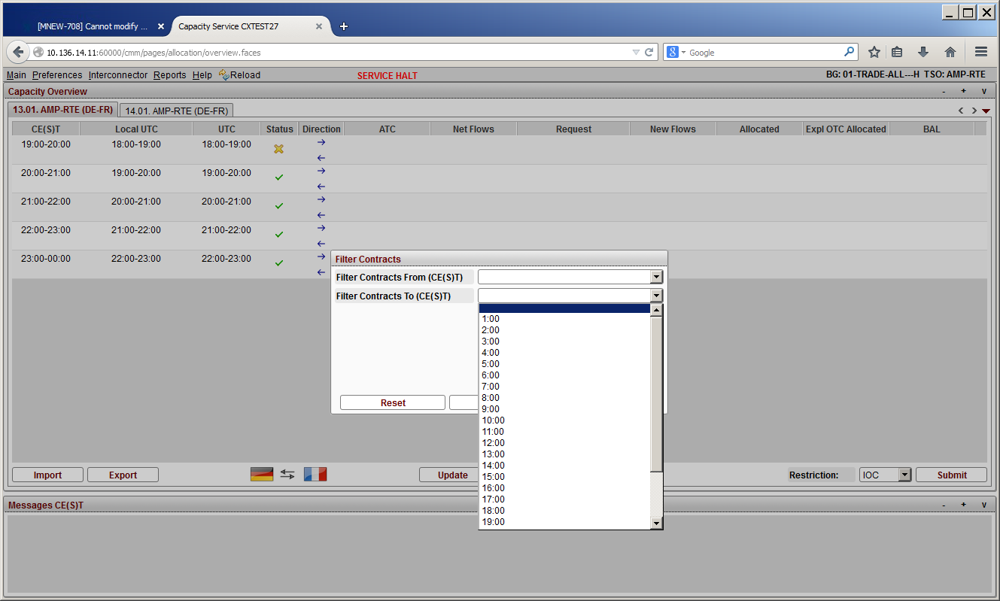 [MNEW-708] Cannot modify ...
Capacity Service CXTEST27
10.136.14.11:60000/cmm/pages/allocation/overview.faces
8
Google
Main Preferences Interconnector Reports Help Reload
SERVICE HALT
BG: 01-TRADE-ALL---H TSO: AMP-RTE
Capacity Overview
- + v
13.01. AMP-RTE (DE-FR)
14.01. AMP-RTE (DE-FR)
CE(S)T Local UTC UTC Status Direction ATC Net Flows Request New Flows Allocated Expl OTC Allocated BAL
19:00-20:00 18:00-19:00 18:00-19:00
20:00-21:00 19:00-20:00 19:00-20:00
21:00-22:00 20:00-21:00 20:00-21:00
22:00-23:00 21:00-22:00 21:00-22:00
23:00-00:00 22:00-23:00 22:00-23:00
Filter Contracts
Filter Contracts From (CE(S)T)
Filter Contracts To (CE(S)T)
1:00
2:00
3:00
4:00
5:00
6:00
7:00
8:00
9:00
10:00
11:00
12:00
13:00
14:00
15:00
16:00
17:00
18:00
19:00
Reset
Import
Export
Update
Restriction:
IOC
Submit
Messages CE(S)T
- + v